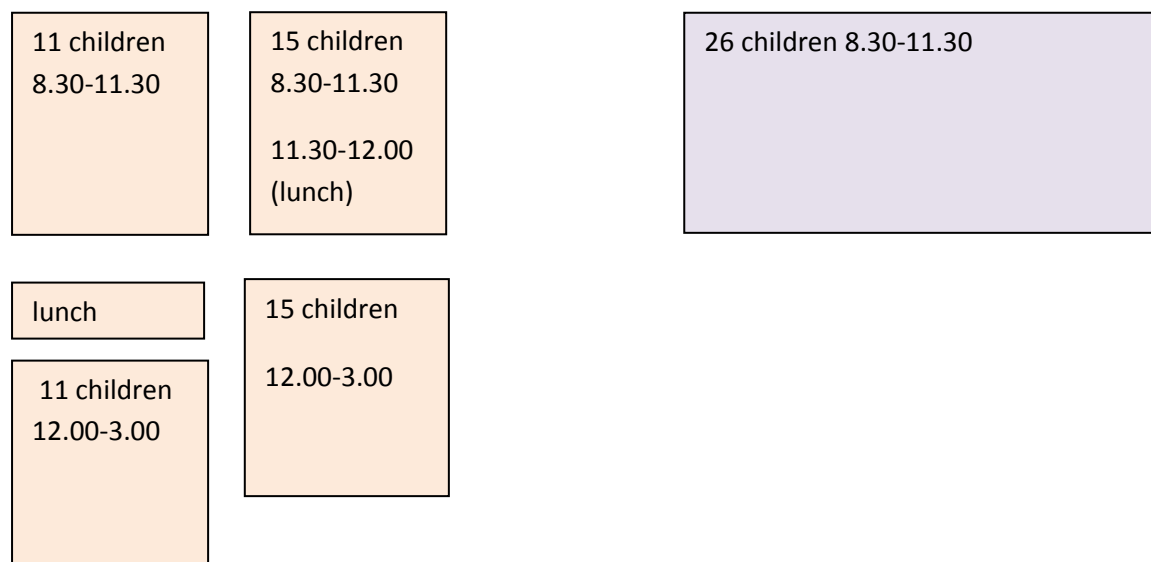 11 children
8.30-11.30
15 children
8.30-11.30
11.30-12.00
(lunch)
26 children 8.30-11.30
lunch
15 children
12.00-3.00
11 children
12.00-3.00